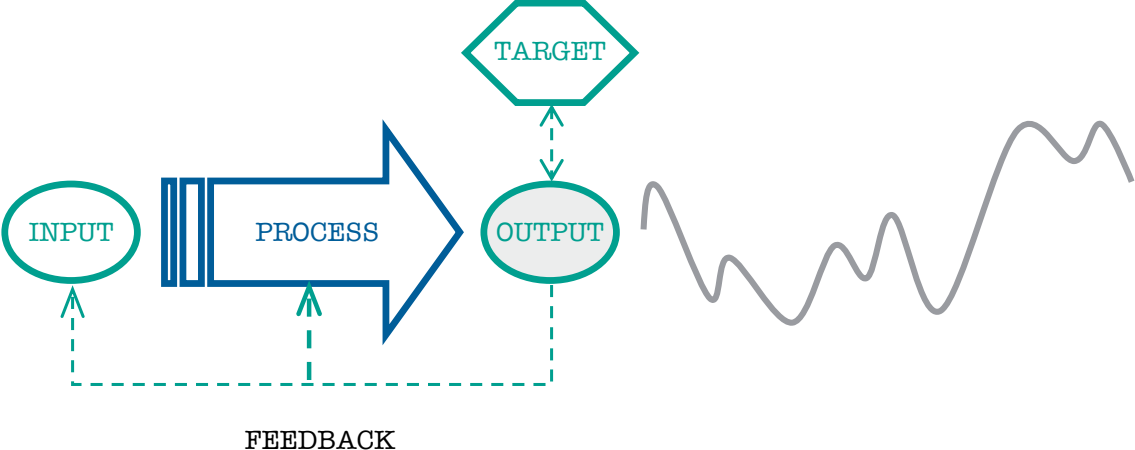 TARGET
INPUT
PROCESS
OUTPUT
FEEDBACK